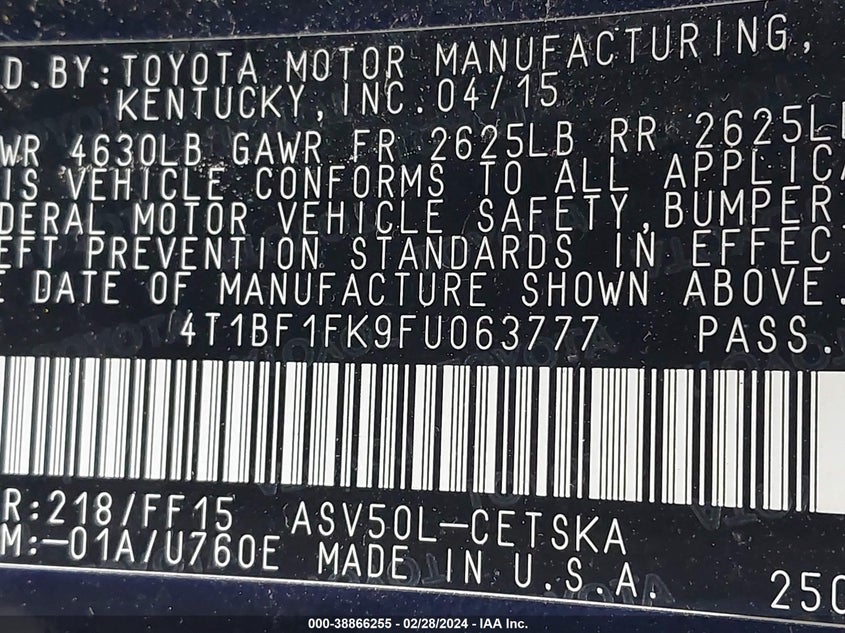 D.BY:TOYOTA MOTOR MANUFACTURING,
KENTUCKY,INC.04/15
WR 4630LB GAWR FR 2625LB RR 2625L
IS VEHICLE CONFORMS TO ALL APPLICA
DERAL MOTOR VEHICLE SAFETY,BUMPER
EFT PREVENTION STANDARDS IN EFFEC
E DATE OF MANUFACTURE SHOWN ABOVE.
4T1BF1FK9FU063777 PASS.
R:218/FF15 ASV50L-CETSKA
M:-01A/U760E MADE IN U.S.A.
250
000-38866255 - 02/28/2024 - IAA Inc.